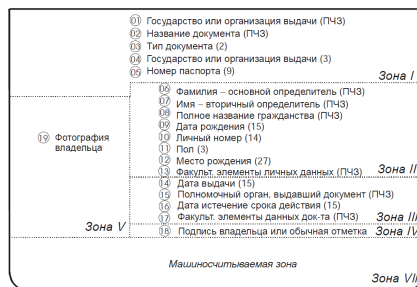 01 Государство или организация выдачи (ПЧЗ)
02 Название документа (ПЧЗ)
03 Тип документа (2)
04 Государство или организация выдачи (3)
05 Номер паспорта (9)
Зона I
06 Фамилия – основной определитель (ПЧЗ)
07 Имя – вторичный определитель (ПЧЗ)
08 Полное название гражданства (ПЧЗ)
09 Дата рождения (15)
10 Личный номер (14)
11 Пол (3)
12 Место рождения (27)
13 Факульт. элементы личных данных (ПЧЗ)
Зона II
19 Фотография
владельца
Зона V
14 Дата выдачи (15)
15 Полномочный орган, выдавший документ (ПЧЗ)
16 Дата истечение срока действия (15)
17 Факульт. элементы данных док-та (ПЧЗ)
Зона III
18 Подпись владельца или обычная отметка
Зона IV
Машиносчитываемая зона
Зона VII